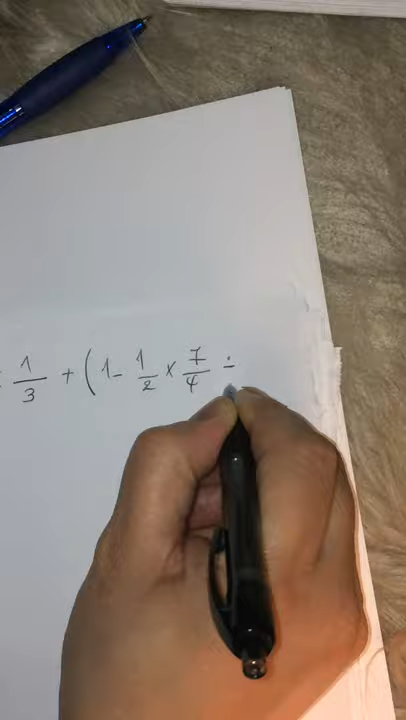 1/3 + (1 - 1/2 × 7/4 ÷